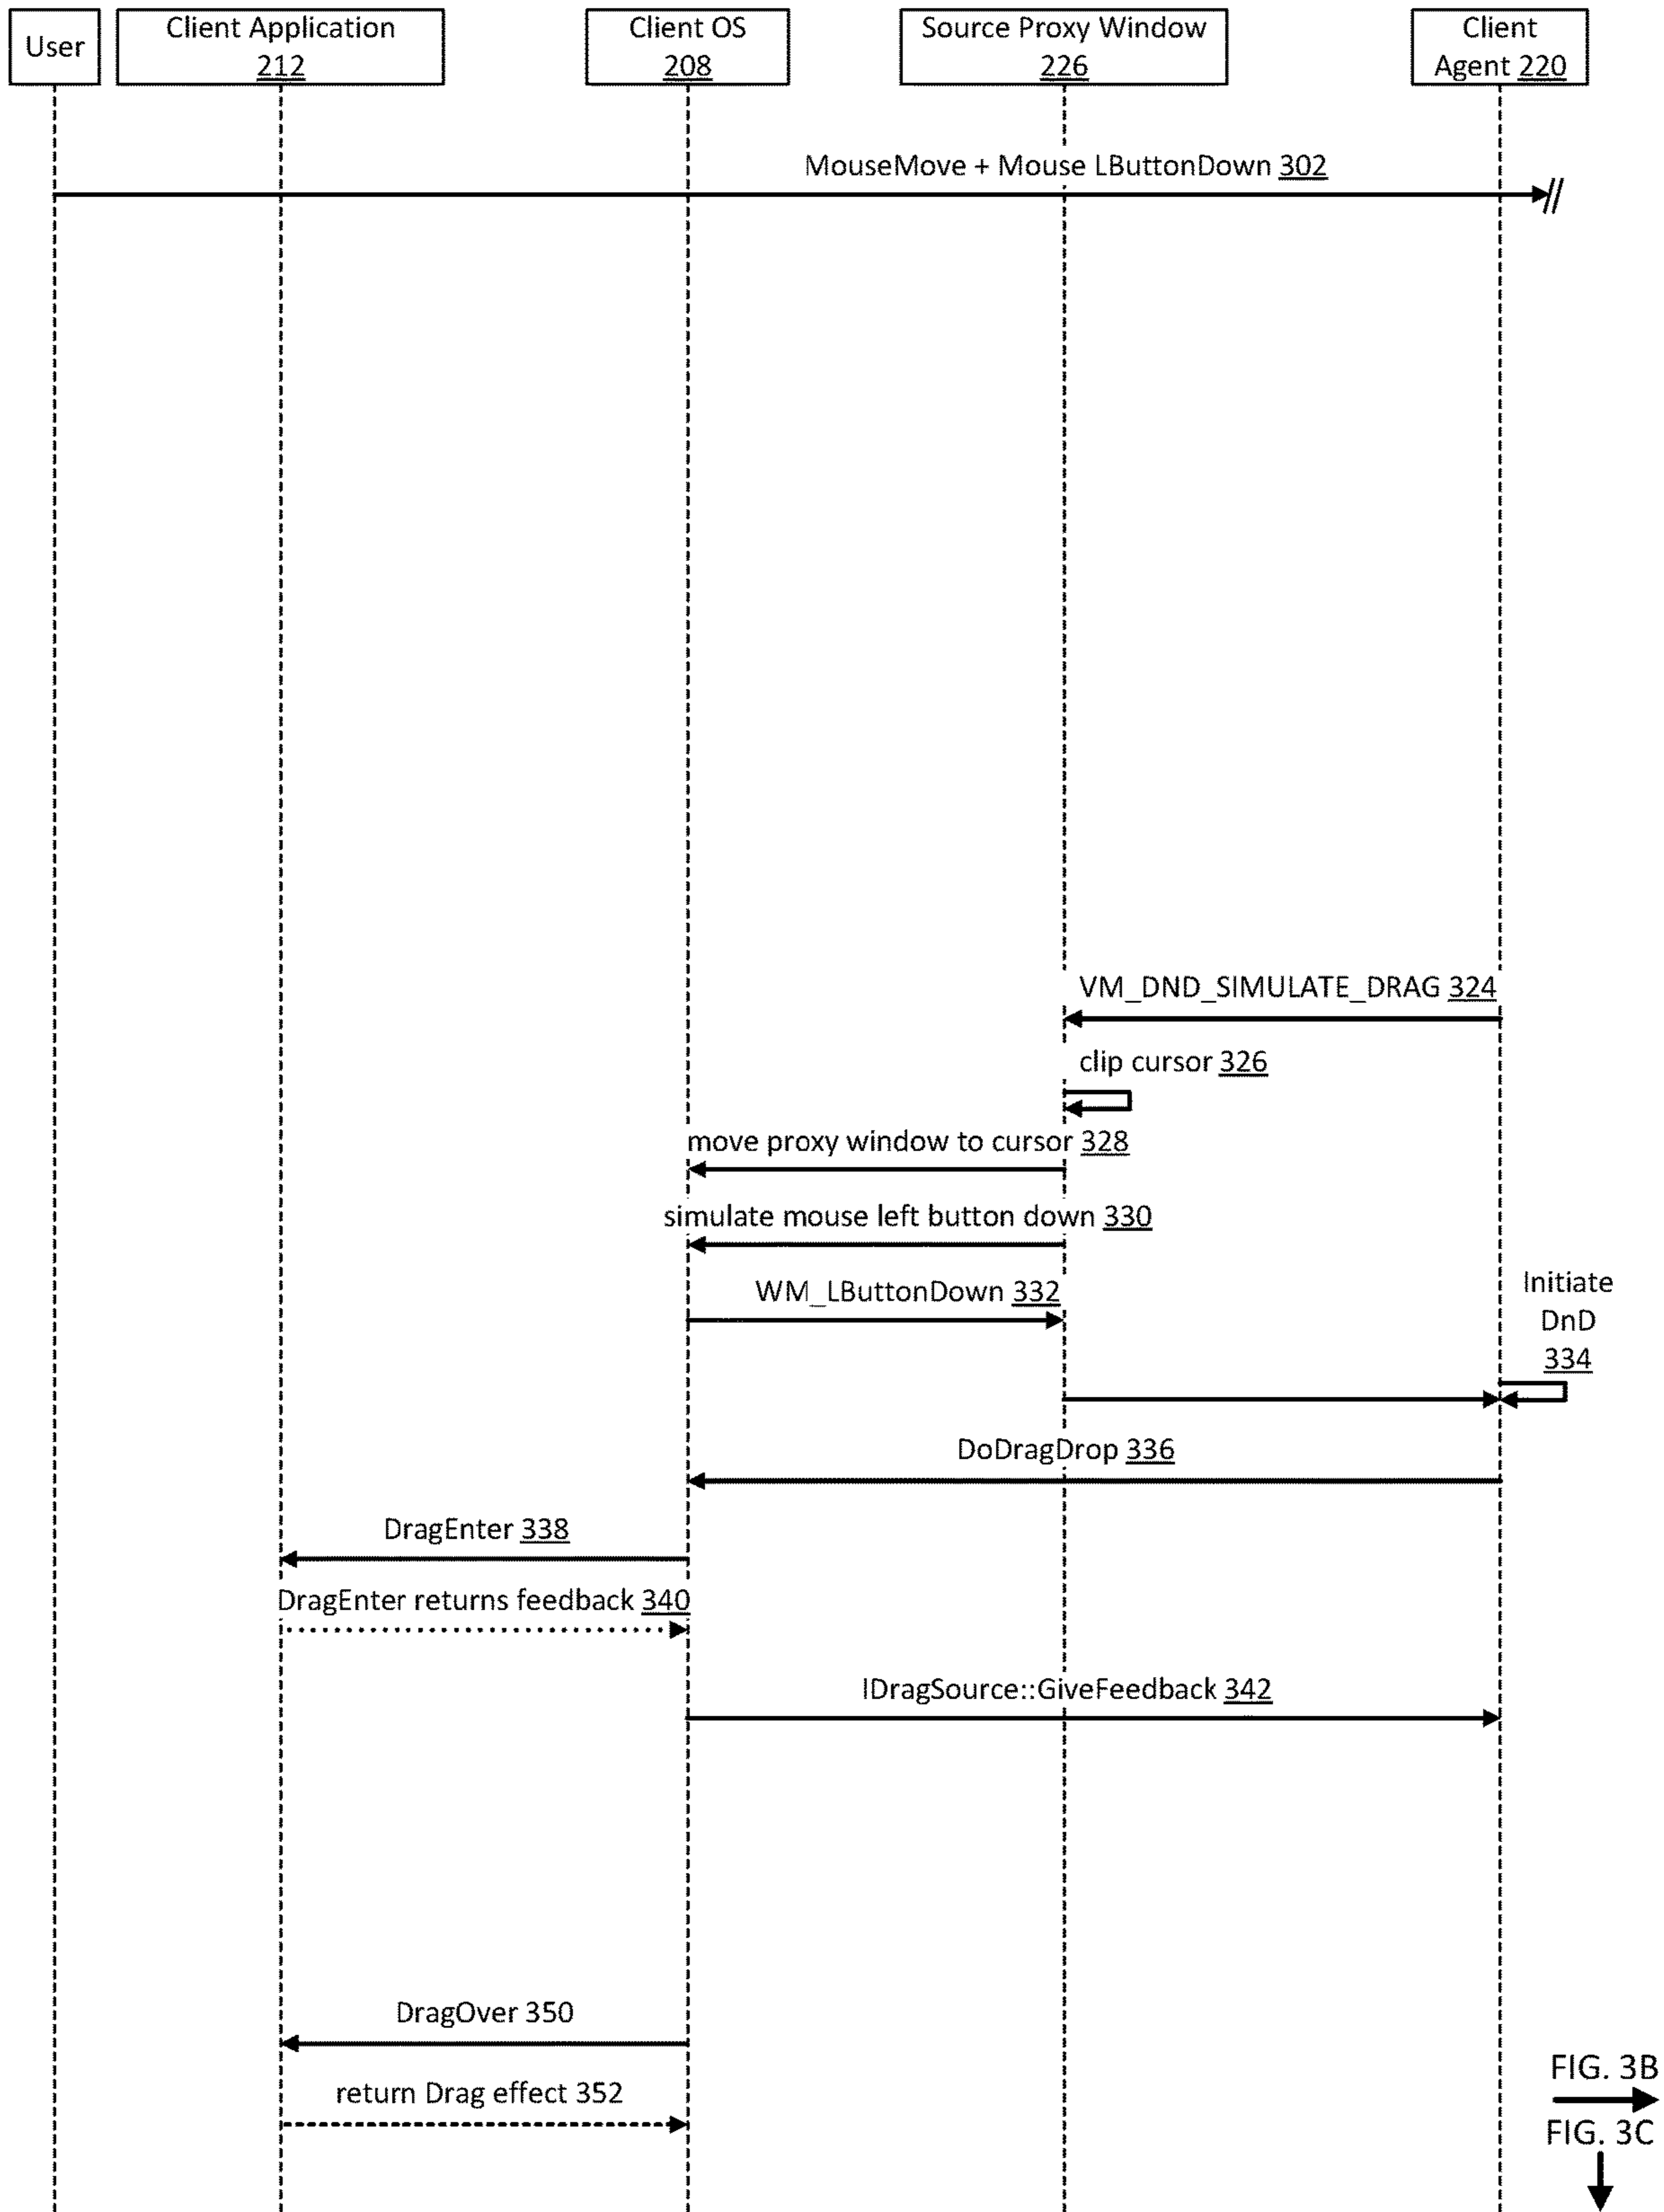 User
Client Application
212
Client OS
208
Source Proxy Window
226
Client
Agent 220
MouseMove + Mouse LButtonDown 302
VM_DND_SIMULATE_DRAG 324
clip cursor 326
move proxy window to cursor 328
simulate mouse left button down 330
WM_LButtonDown 332
Initiate
DnD
334
DoDragDrop 336
DragEnter 338
DragEnter returns feedback 340
IDragSource::GiveFeedback 342
DragOver 350
return Drag effect 352
FIG. 3B
FIG. 3C